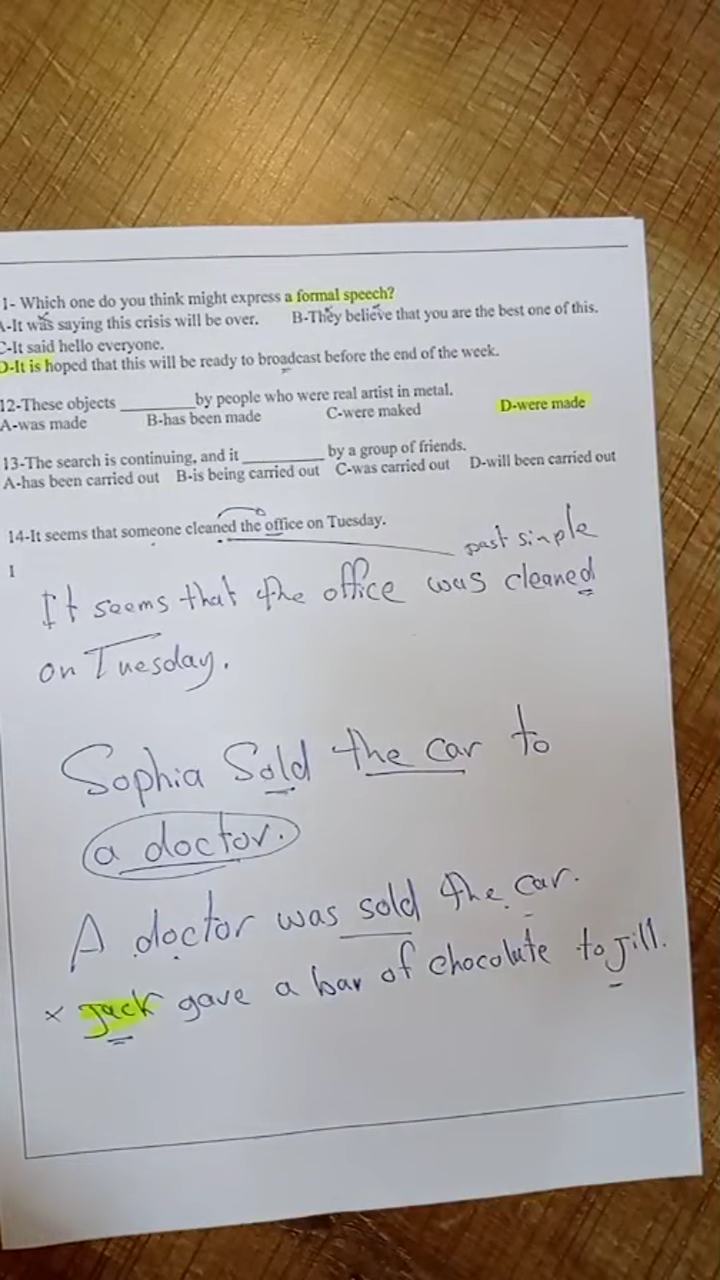 1- Which one do you think might express a formal speech?
A-It was saying this crisis will be over. B-They believe that you are the best one of this.
C-It said hello everyone.
D-It is hoped that this will be ready to broadcast before the end of the week.
12-These objects ________ by people who were real artist in metal.
A-was made B-has been made C-were maked D-were made
13-The search is continuing, and it ________ by a group of friends.
A-has been carried out B-is being carried out C-was carried out D-will been carried out
14-It seems that someone cleaned the office on Tuesday.
past simple
I
It seems that the office was cleaned
on Tuesday.
Sophia Sold the car to
a doctor.
A doctor was sold the car.
x Jack gave a bar of chocolate to Jill.